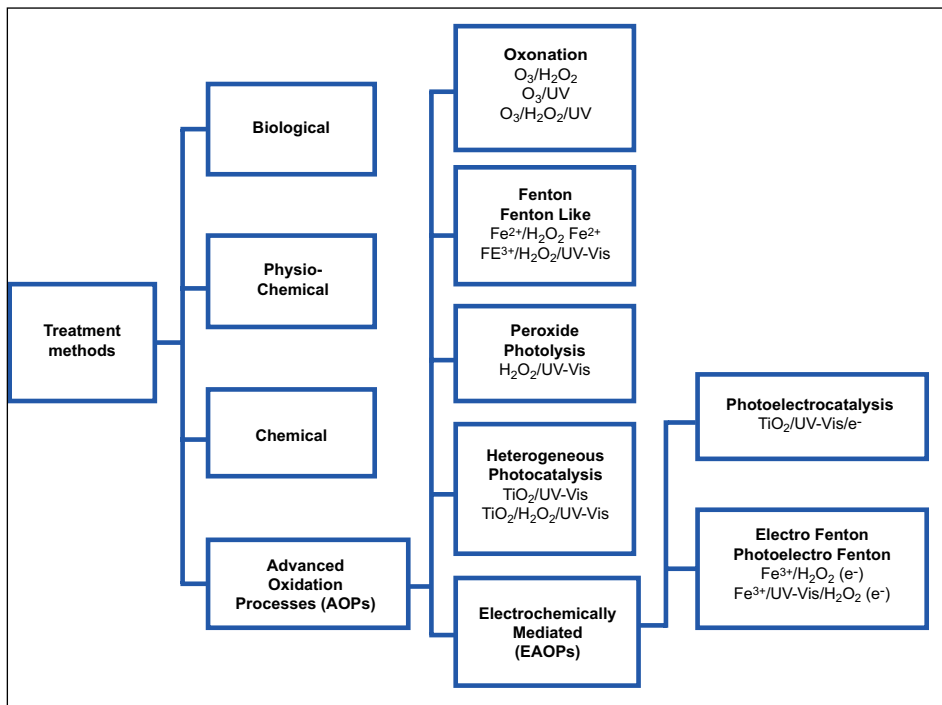 Treatment
methods
Biological
Physio-
Chemical
Chemical
Advanced
Oxidation
Processes (AOPs)
Oxonation
O₃/H₂O₂
O₃/UV
O₃/H₂O₂/UV
Fenton
Fenton Like
Fe²⁺/H₂O₂ Fe²⁺
FE³⁺/H₂O₂/UV-Vis
Peroxide
Photolysis
H₂O₂/UV-Vis
Heterogeneous
Photocatalysis
TiO₂/UV-Vis
TiO₂/H₂O₂/UV-Vis
Electrochemically
Mediated
(EAOPs)
Photoelectrocatalysis
TiO₂/UV-Vis/e⁻
Electro Fenton
Photoelectro Fenton
Fe³⁺/H₂O₂ (e⁻)
Fe³⁺/UV-Vis/H₂O₂ (e⁻)